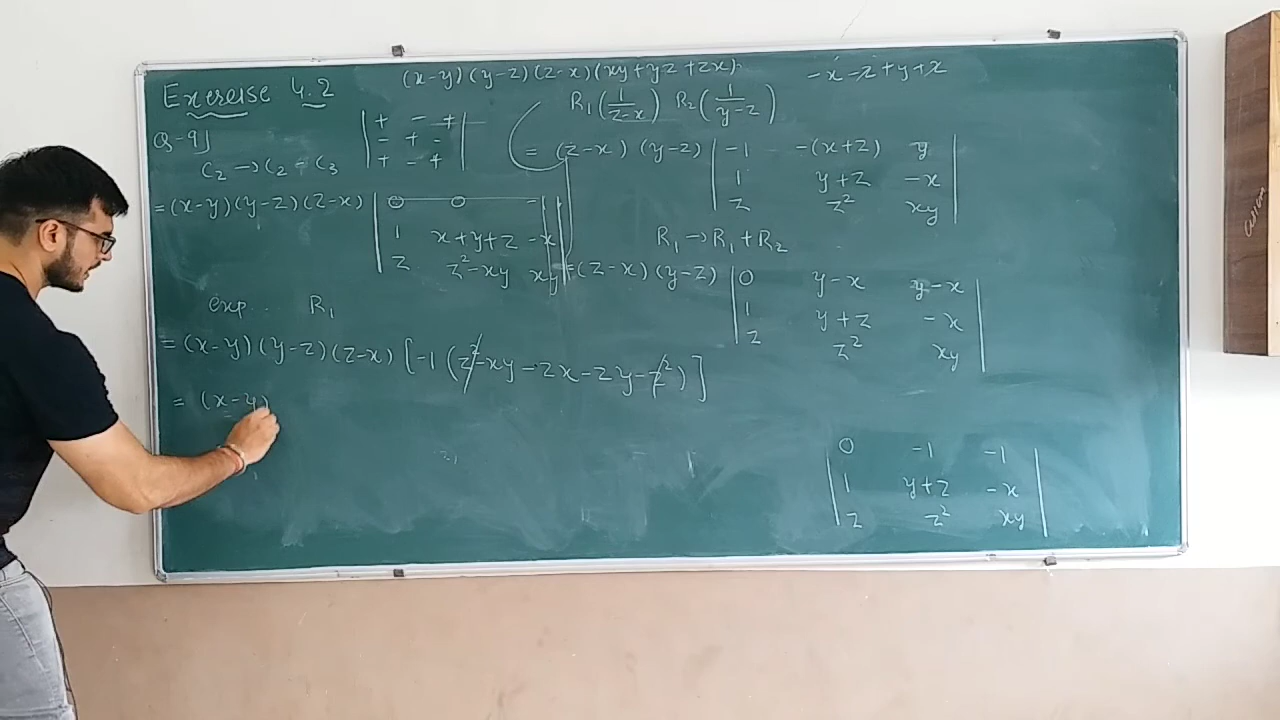 Exercise 4.2
(x-y)(y-z)(z-x)(xy+yz+zx).
-x-z+y+x
Q-9]
C₂→C₂-C₃
| + - + |
| - + - |
| + - + |
=(x-y)(y-z)(z-x) | 0 0 -1 |
| 1 x+y+z -x |
| z z²-xy xy |
exp. R₁
=(x-y)(y-z)(z-x)[-1(z²-xy-zx-zy-z²)]
= (x-y)
R₁(1/(z-x)) R₂(1/(y-z))
= (z-x)(y-z) | -1 -(x+z) y |
| 1 y+z -x |
| z z² xy |
R₁→R₁+R₂
=(z-x)(y-z) | 0 y-x y-x |
| 1 y+z -x |
| z z² xy |
| 0 -1 -1 |
| 1 y+z -x |
| z z² xy |